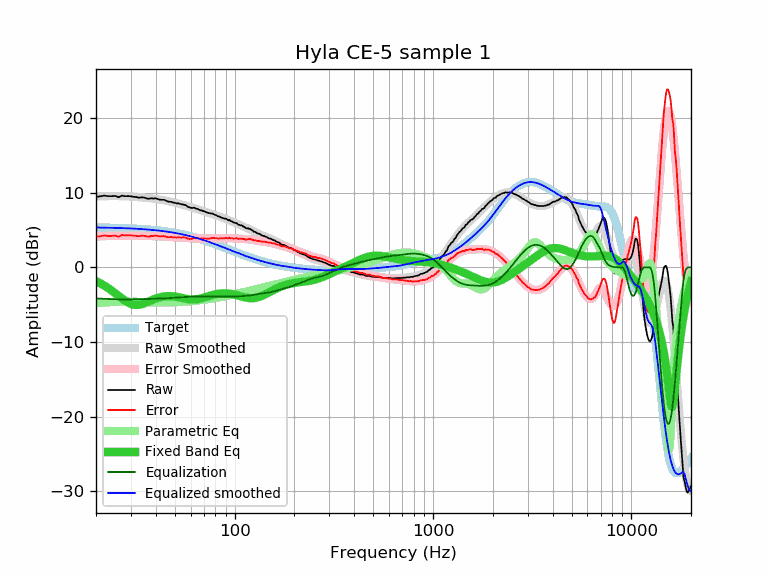 Hyla CE-5 sample 1
Amplitude (dBr)
20
10
0
−10
−20
−30
Target
Raw Smoothed
Error Smoothed
Raw
Error
Parametric Eq
Fixed Band Eq
Equalization
Equalized smoothed
100
1000
10000
Frequency (Hz)